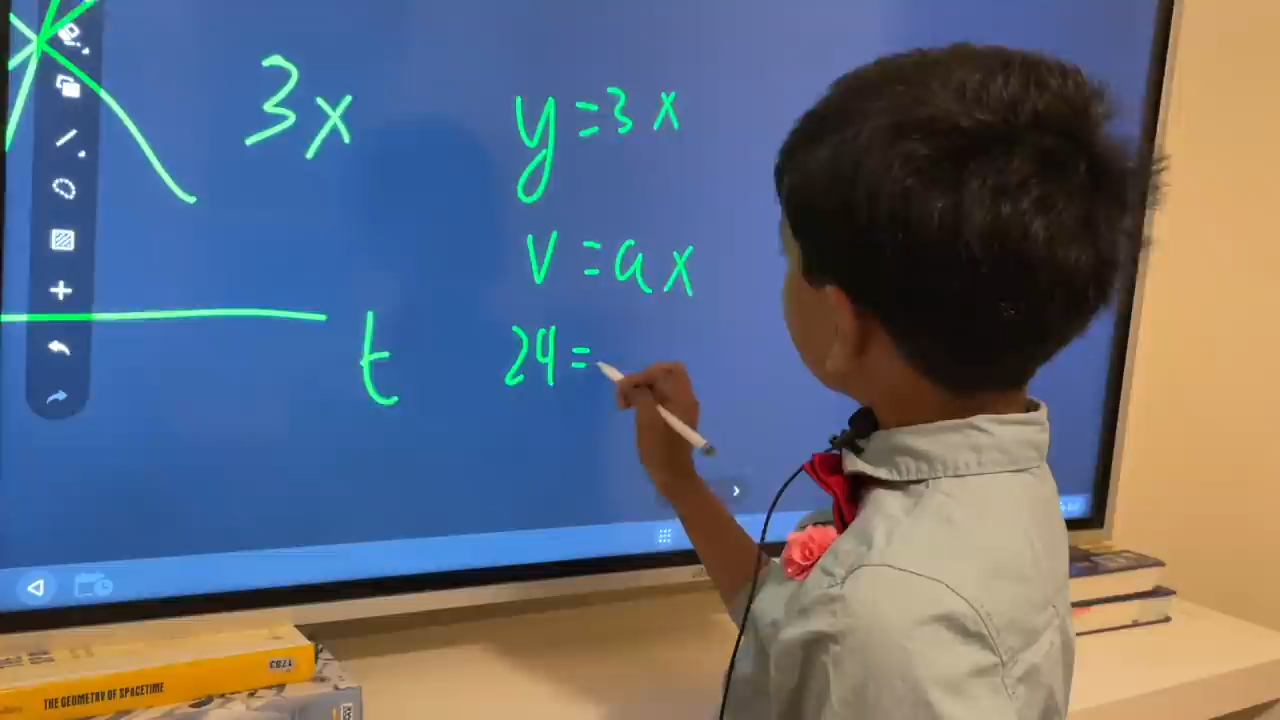 3x
y = 3x
v = ax
t
24 =
THE GEOMETRY OF SPACETIME